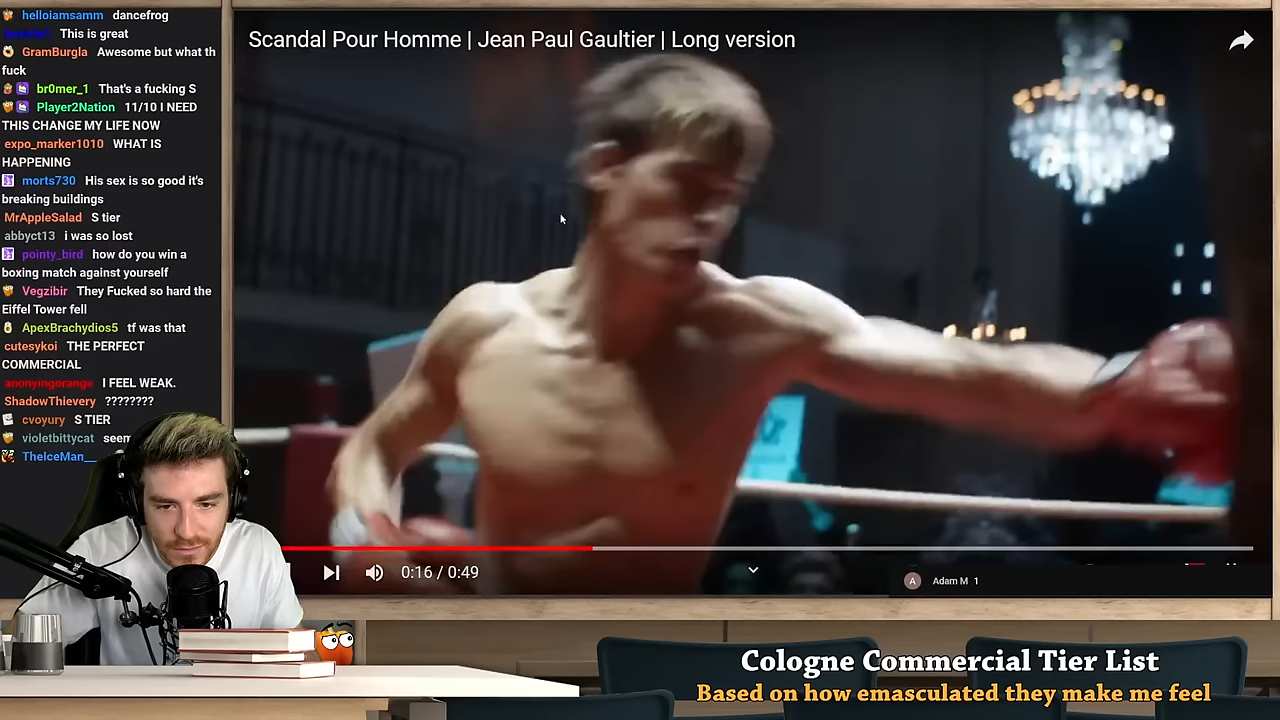 helloiamsamm dancefrog
This is great
GramBurgla Awesome but what th
fuck
br0mer_1 That's a fucking S
Player2Nation 11/10 I NEED
THIS CHANGE MY LIFE NOW
expo_marker1010 WHAT IS
HAPPENING
morts730 His sex is so good it's
breaking buildings
MrAppleSalad S tier
abbyct13 i was so lost
pointy_bird how do you win a
boxing match against yourself
Vegzibir They Fucked so hard the
Eiffel Tower fell
ApexBrachydios5 tf was that
cutesykoi THE PERFECT
COMMERCIAL
anonyingorange I FEEL WEAK.
ShadowThievery ????????
cvoyury S TIER
violetbittycat seem
TheIceMan__
Scandal Pour Homme | Jean Paul Gaultier | Long version
0:16 / 0:49
A Adam M 1
Cologne Commercial Tier List
Based on how emasculated they make me feel